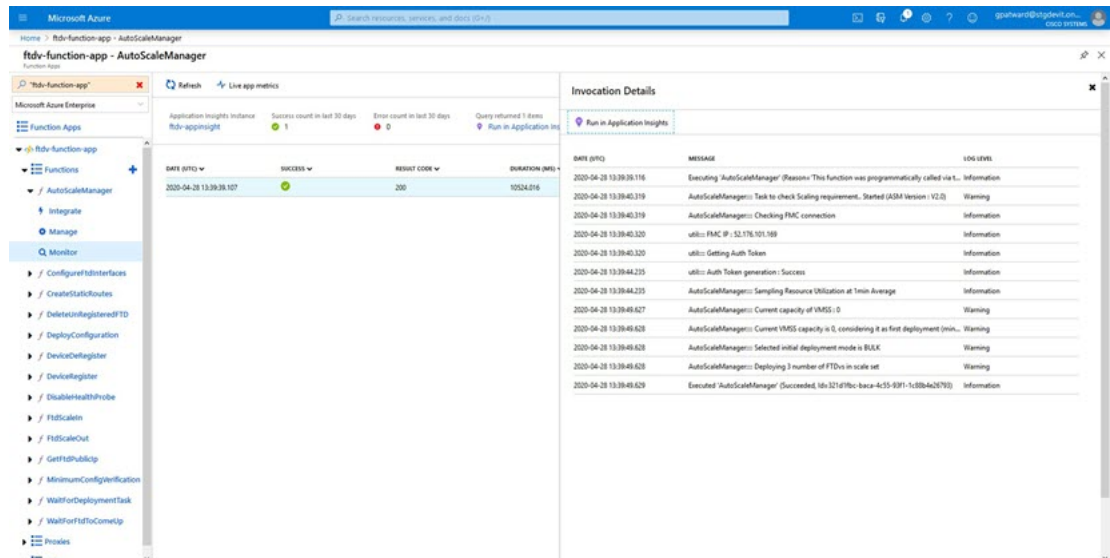 Microsoft Azure
Search resources, services, and docs (G+/)
gpatward@stgdevit.on...
CISCO SYSTEMS
Home > ftdv-function-app - AutoScaleManager
ftdv-function-app - AutoScaleManager
Function Apps
"ftdv-function-app"
Microsoft Azure Enterprise
Function Apps
ftdv-function-app
Functions
AutoScaleManager
Integrate
Manage
Monitor
ConfigureFtdInterfaces
CreateStaticRoutes
DeleteUnRegisteredFTD
DeployConfiguration
DeviceDeRegister
DeviceRegister
DisableHealthProbe
FtdScaleIn
FtdScaleOut
GetFtdPublicIp
MinimumConfigVerification
WaitForDeploymentTask
WaitForFtdToComeUp
Proxies
Refresh Live app metrics
Application Insights Instance
ftdv-appinsight
Success count in last 30 days
1
Error count in last 30 days
0
Query returned 1 items
Run in Application Ins
DATE (UTC) SUCCESS RESULT CODE DURATION (MS)
2020-04-28 13:39:39.107 200 10524.016
Invocation Details
Run in Application Insights
DATE (UTC) MESSAGE LOG LEVEL
2020-04-28 13:39:39.116 Executing 'AutoScaleManager' (Reason='This function was programmatically called via t... Information
2020-04-28 13:39:40.319 AutoScaleManager::: Task to check Scaling requirement.. Started (ASM Version : V2.0) Warning
2020-04-28 13:39:40.319 AutoScaleManager::: Checking FMC connection Information
2020-04-28 13:39:40.320 util::: FMC IP : 52.176.101.169 Information
2020-04-28 13:39:40.320 util::: Getting Auth Token Information
2020-04-28 13:39:44.235 util::: Auth Token generation : Success Information
2020-04-28 13:39:44.235 AutoScaleManager::: Sampling Resource Utilization at 1min Average Information
2020-04-28 13:39:49.627 AutoScaleManager::: Current capacity of VMSS : 0 Warning
2020-04-28 13:39:49.628 AutoScaleManager::: Current VMSS capacity is 0, considering it as first deployment (min... Warning
2020-04-28 13:39:49.628 AutoScaleManager::: Selected initial deployment mode is BULK Warning
2020-04-28 13:39:49.628 AutoScaleManager::: Deploying 3 number of FTDvs in scale set Warning
2020-04-28 13:39:49.629 Executed 'AutoScaleManager' (Succeeded, Information